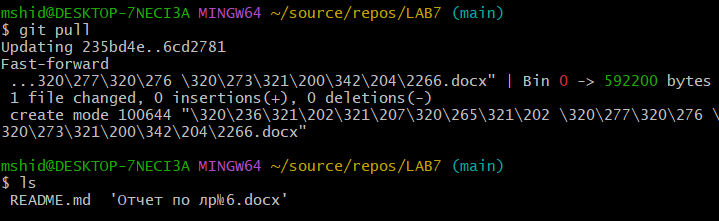 mshid@DESKTOP-7NECI3A MINGW64 ~/source/repos/LAB7 (main)
$ git pull
Updating 235bd4e..6cd2781
Fast-forward
...320\277\320\276 \320\273\321\200\342\204\2266.docx" | Bin 0 -> 592200 bytes
1 file changed, 0 insertions(+), 0 deletions(-)
create mode 100644 "\320\236\321\202\321\207\320\265\321\202 \320\277\320\276 \
320\273\321\200\342\204\2266.docx"
mshid@DESKTOP-7NECI3A MINGW64 ~/source/repos/LAB7 (main)
$ ls
README.md 'Отчет по лр№6.docx'